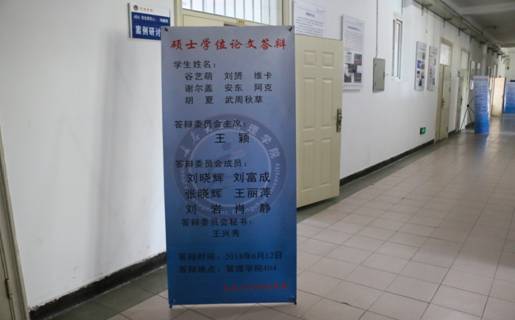 案例研讨
硕士学位论文答辩
学生姓名:
谷艺萌 刘赟 维卡
谢尔盖 安东 阿克
胡 夏 武周秋草
答辩委员会主席:
王 颖
答辩委员会成员:
刘晓辉 刘富成
张晓辉 王丽萍
刘 岩 肖 静
答辩委员会秘书:
王兴秀
答辩时间:2018年6月12日
答辩地点:管理学院404